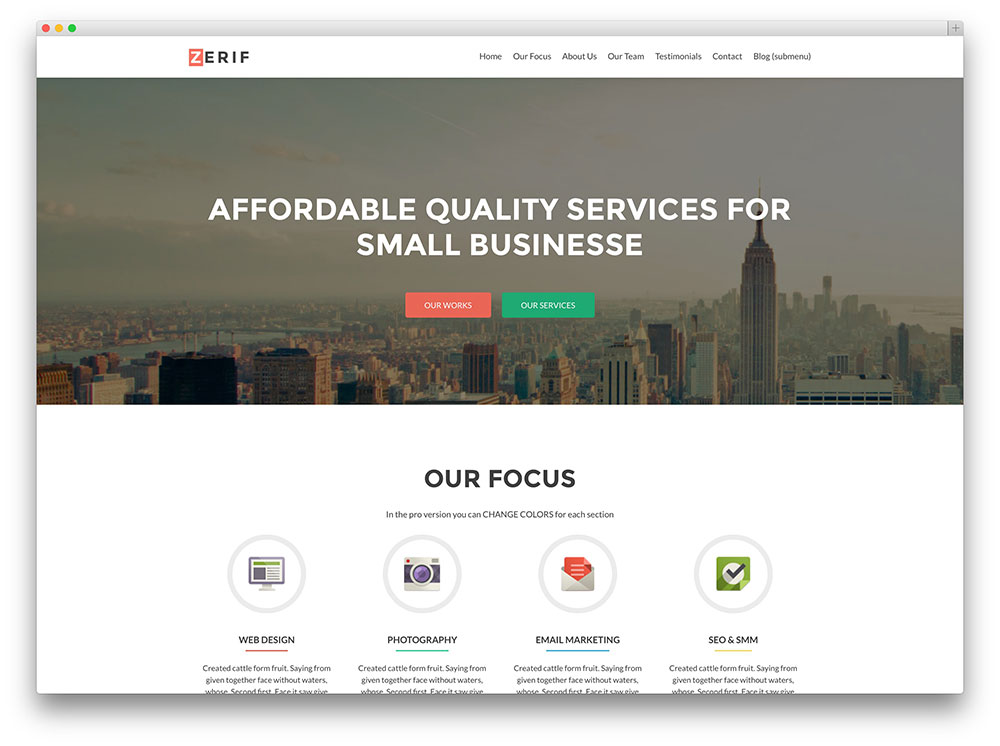 ZERIF
Home Our Focus About Us Our Team Testimonials Contact Blog (submenu)
AFFORDABLE QUALITY SERVICES FOR
SMALL BUSINESSE
OUR WORKS OUR SERVICES
OUR FOCUS
In the pro version you can CHANGE COLORS for each section
WEB DESIGN
Created cattle form fruit. Saying from
given together face without waters,
whose. Second first. Face it saw give
PHOTOGRAPHY
Created cattle form fruit. Saying from
given together face without waters,
whose. Second first. Face it saw give
EMAIL MARKETING
Created cattle form fruit. Saying from
given together face without waters,
whose. Second first. Face it saw give
SEO & SMM
Created cattle form fruit. Saying from
given together face without waters,
whose. Second first. Face it saw give